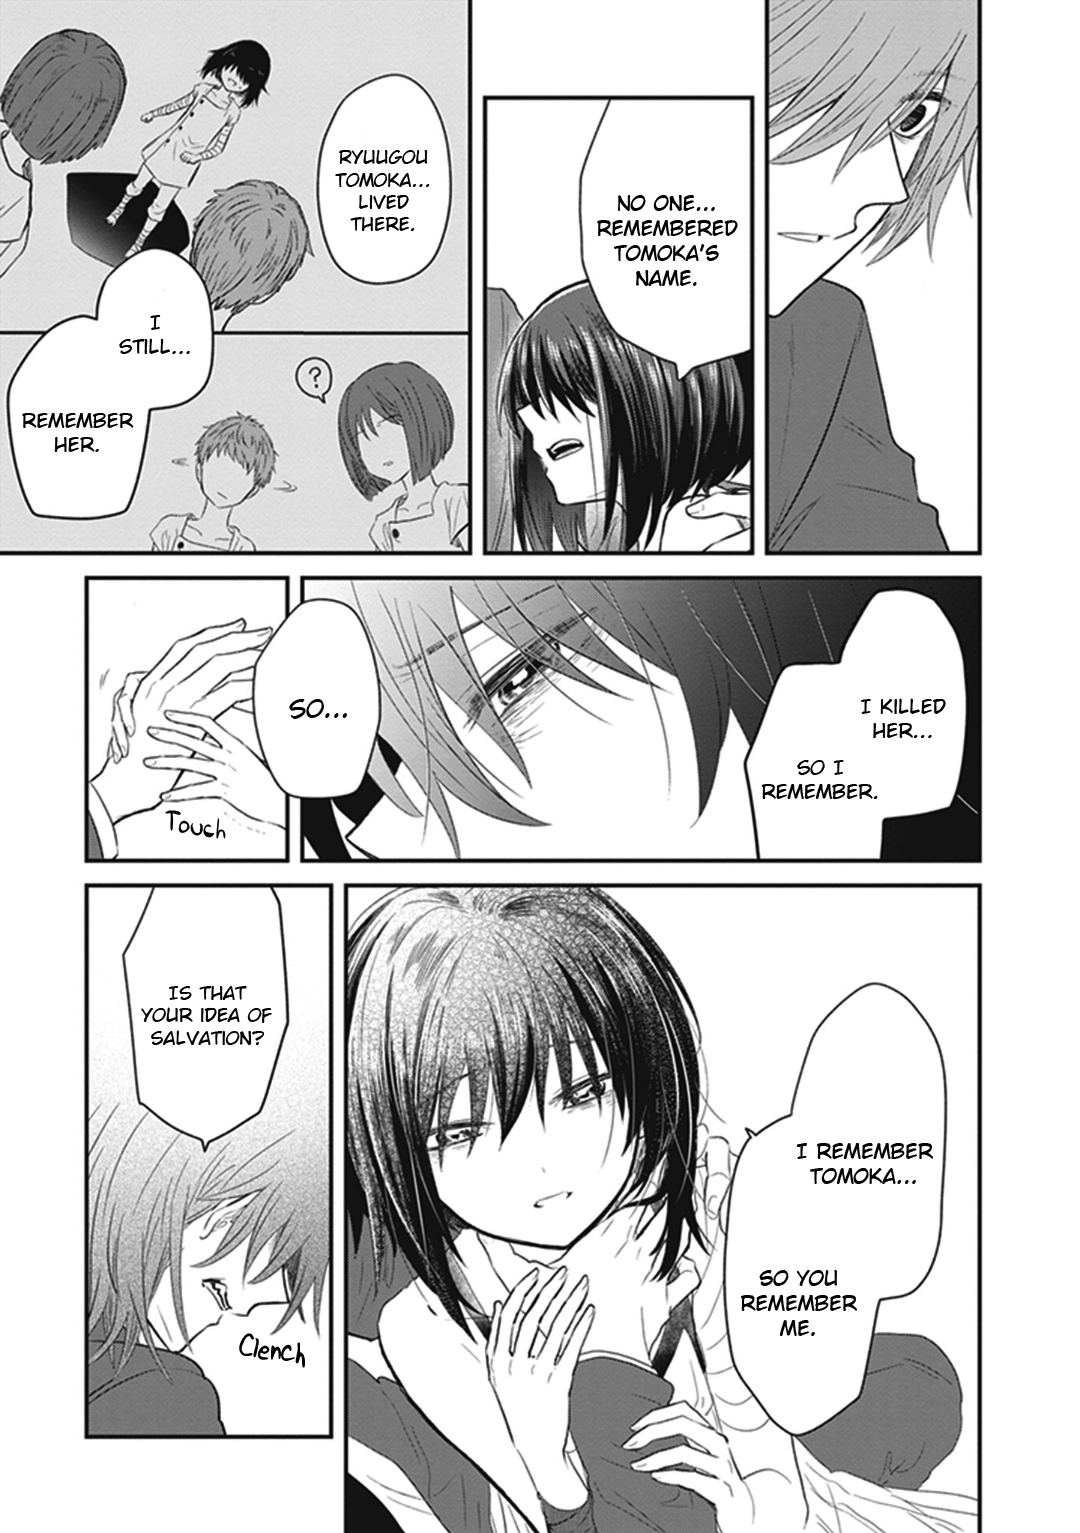 NO ONE...
REMEMBERED
TOMOKA'S
NAME.
RYUUGOU
TOMOKA...
LIVED
THERE.
?
I
STILL...
REMEMBER
HER.
I KILLED
HER...
SO I
REMEMBER.
SO...
Touch
I REMEMBER
TOMOKA...
SO YOU
REMEMBER
ME.
IS THAT
YOUR IDEA OF
SALVATION?
Clench